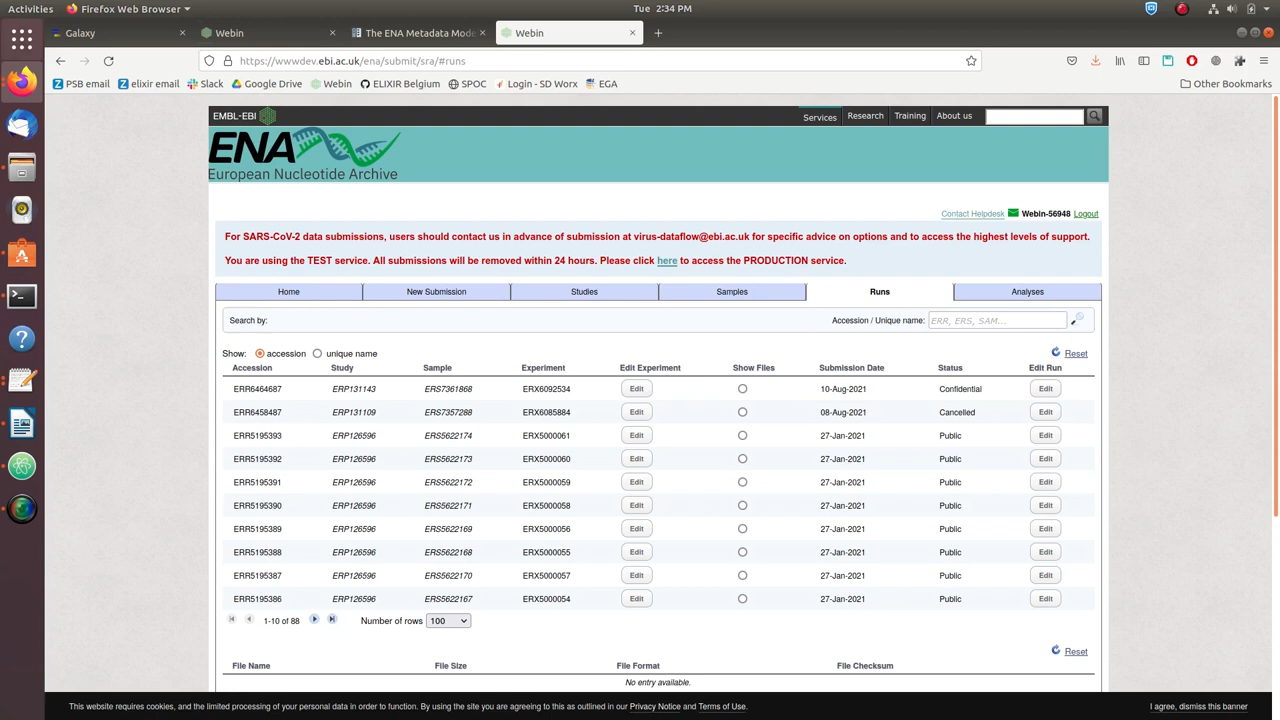 Activities Firefox Web Browser Tue 2:34 PM
Galaxy Webin The ENA Metadata Mode Webin
https://wwwdev.ebi.ac.uk/ena/submit/sra/#runs
PSB email elixir email Slack Google Drive Webin ELIXIR Belgium SPOC Login - SD Worx EGA Other Bookmarks
EMBL-EBI Services Research Training About us
ENA
European Nucleotide Archive
Contact Helpdesk Webin-56948 Logout
For SARS-CoV-2 data submissions, users should contact us in advance of submission at virus-dataflow@ebi.ac.uk for specific advice on options and to access the highest levels of support.
You are using the TEST service. All submissions will be removed within 24 hours. Please click here to access the PRODUCTION service.
Home New Submission Studies Samples Runs Analyses
Search by: Accession / Unique name: ERR, ERS, SAM...
Show: accession unique name Reset
Accession Study Sample Experiment Edit Experiment Show Files Submission Date Status Edit Run
ERR6464687 ERP131143 ERS7361868 ERX6092534 Edit 10-Aug-2021 Confidential Edit
ERR6458487 ERP131109 ERS7357288 ERX6085884 Edit 08-Aug-2021 Cancelled Edit
ERR5195393 ERP126596 ERS5622174 ERX5000061 Edit 27-Jan-2021 Public Edit
ERR5195392 ERP126596 ERS5622173 ERX5000060 Edit 27-Jan-2021 Public Edit
ERR5195391 ERP126596 ERS5622172 ERX5000059 Edit 27-Jan-2021 Public Edit
ERR5195390 ERP126596 ERS5622171 ERX5000058 Edit 27-Jan-2021 Public Edit
ERR5195389 ERP126596 ERS5622169 ERX5000056 Edit 27-Jan-2021 Public Edit
ERR5195388 ERP126596 ERS5622168 ERX5000055 Edit 27-Jan-2021 Public Edit
ERR5195387 ERP126596 ERS5622170 ERX5000057 Edit 27-Jan-2021 Public Edit
ERR5195386 ERP126596 ERS5622167 ERX5000054 Edit 27-Jan-2021 Public Edit
1-10 of 88 Number of rows 100
Reset
File Name File Size File Format File Checksum
No entry available.
This website requires cookies, and the limited processing of your personal data in order to function. By using the site you are agreeing to this as outlined in our Privacy Notice and Terms of Use. I agree, dismiss this banner